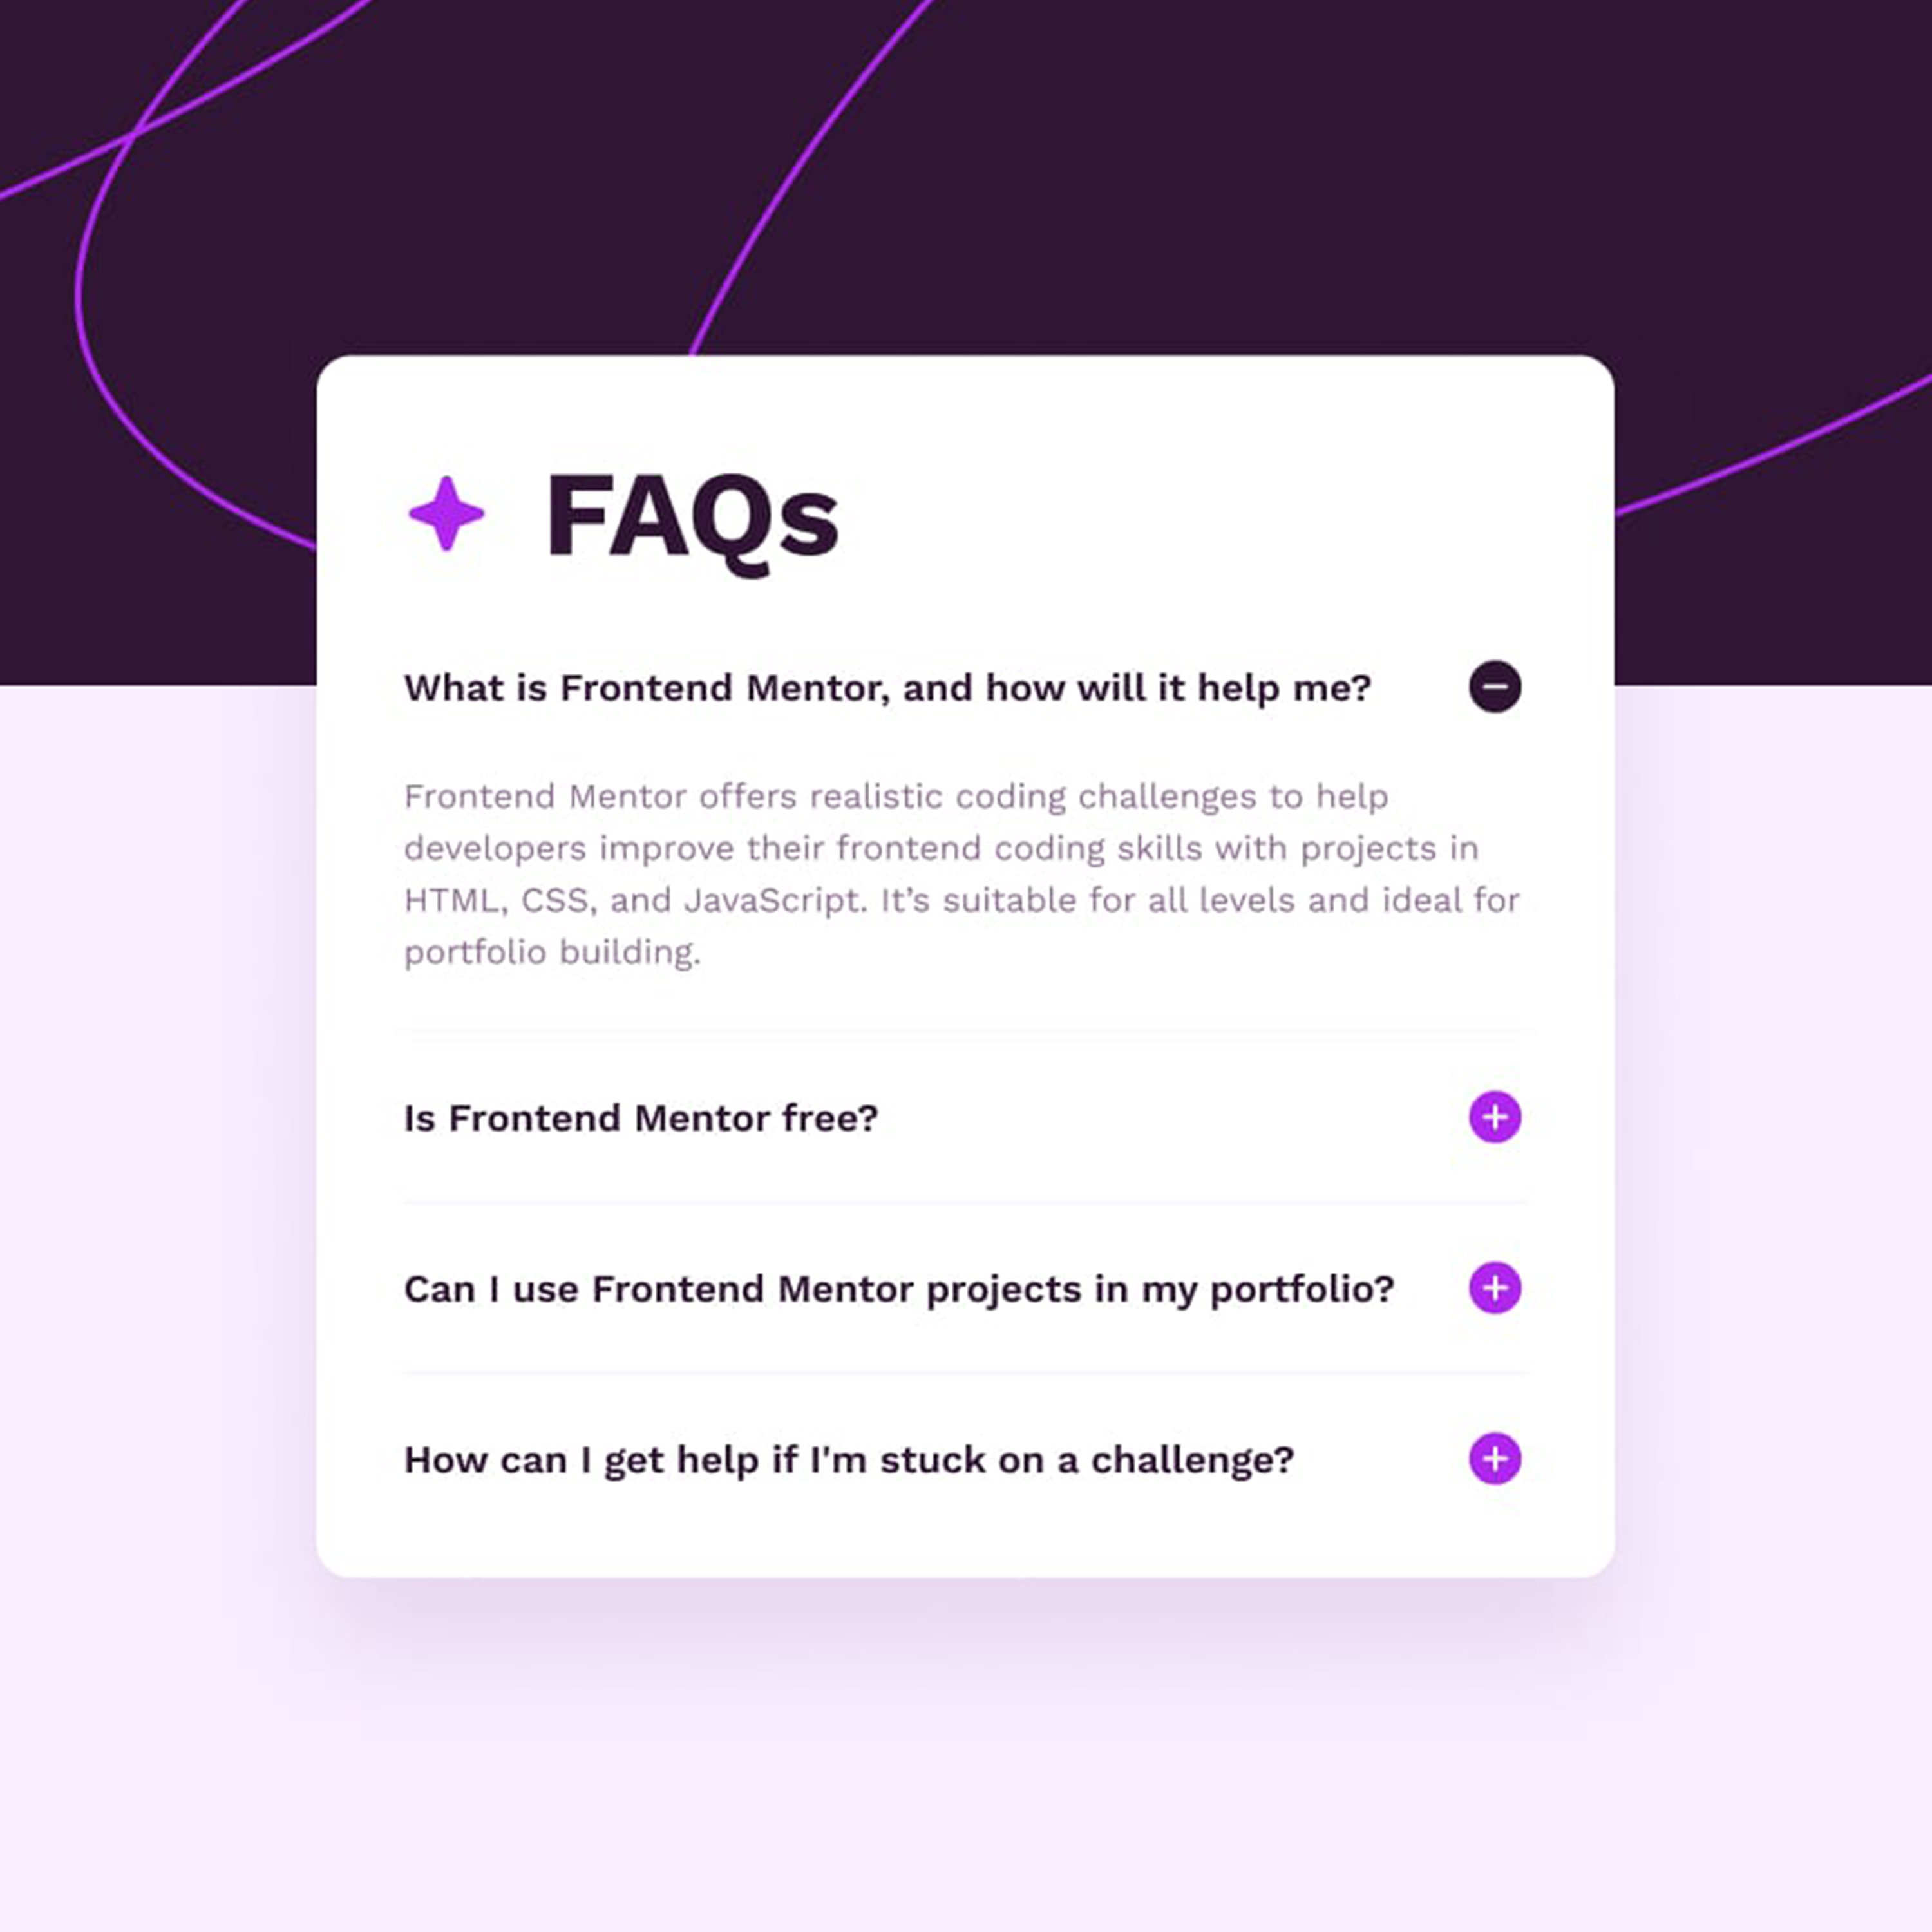 FAQs
What is Frontend Mentor, and how will it help me?
Frontend Mentor offers realistic coding challenges to help
developers improve their frontend coding skills with projects in
HTML, CSS, and JavaScript. It’s suitable for all levels and ideal for
portfolio building.
Is Frontend Mentor free?
Can I use Frontend Mentor projects in my portfolio?
How can I get help if I'm stuck on a challenge?